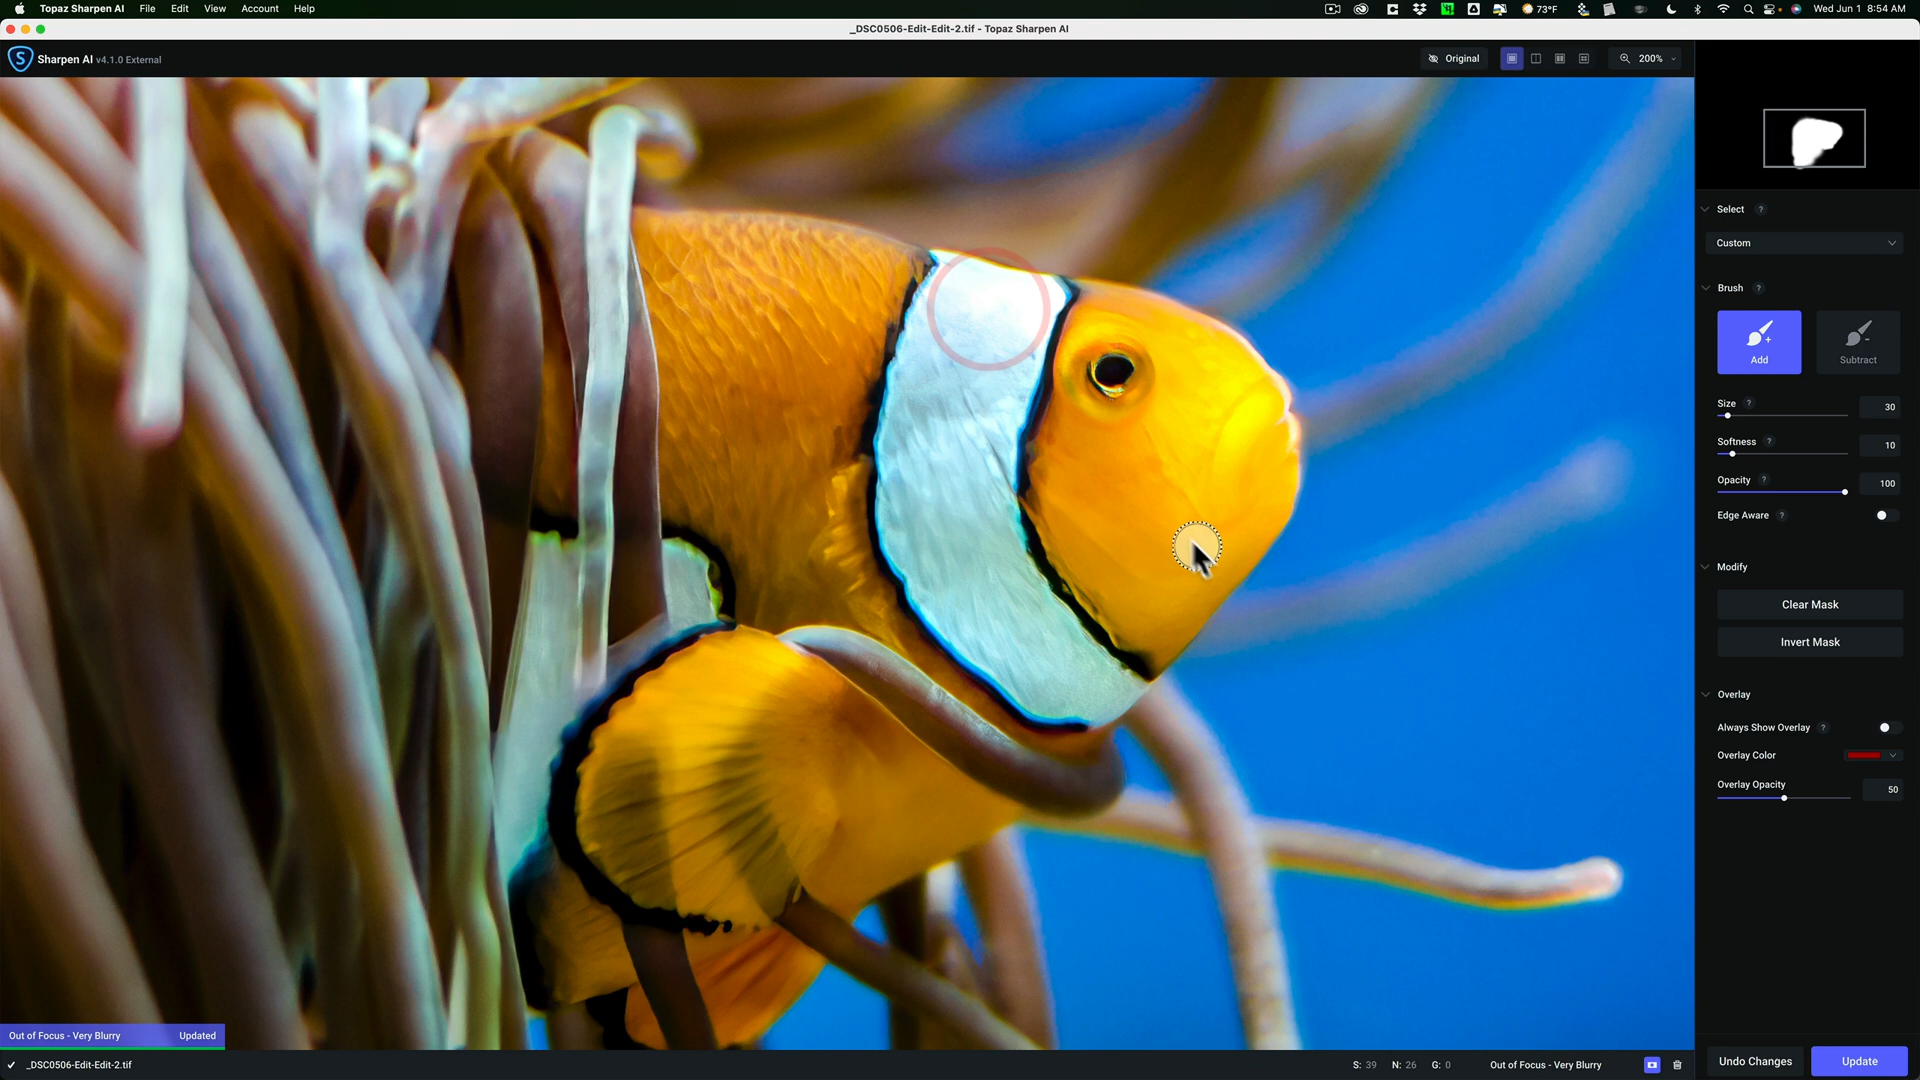 Topaz Sharpen AI File Edit View Account Help 73°F Wed Jun 1 8:54 AM
_DSC0506-Edit-Edit-2.tif - Topaz Sharpen AI
Sharpen AI v4.1.0 External Original 200%
Select ?
Custom
Brush ?
Add Subtract
Size ? 30
Softness ? 10
Opacity ? 100
Edge Aware ?
Modify
Clear Mask
Invert Mask
Overlay
Always Show Overlay ?
Overlay Color
Overlay Opacity 50
Out of Focus - Very Blurry Updated
_DSC0506-Edit-Edit-2.tif S: 39 N: 26 G: 0 Out of Focus - Very Blurry Undo Changes Update